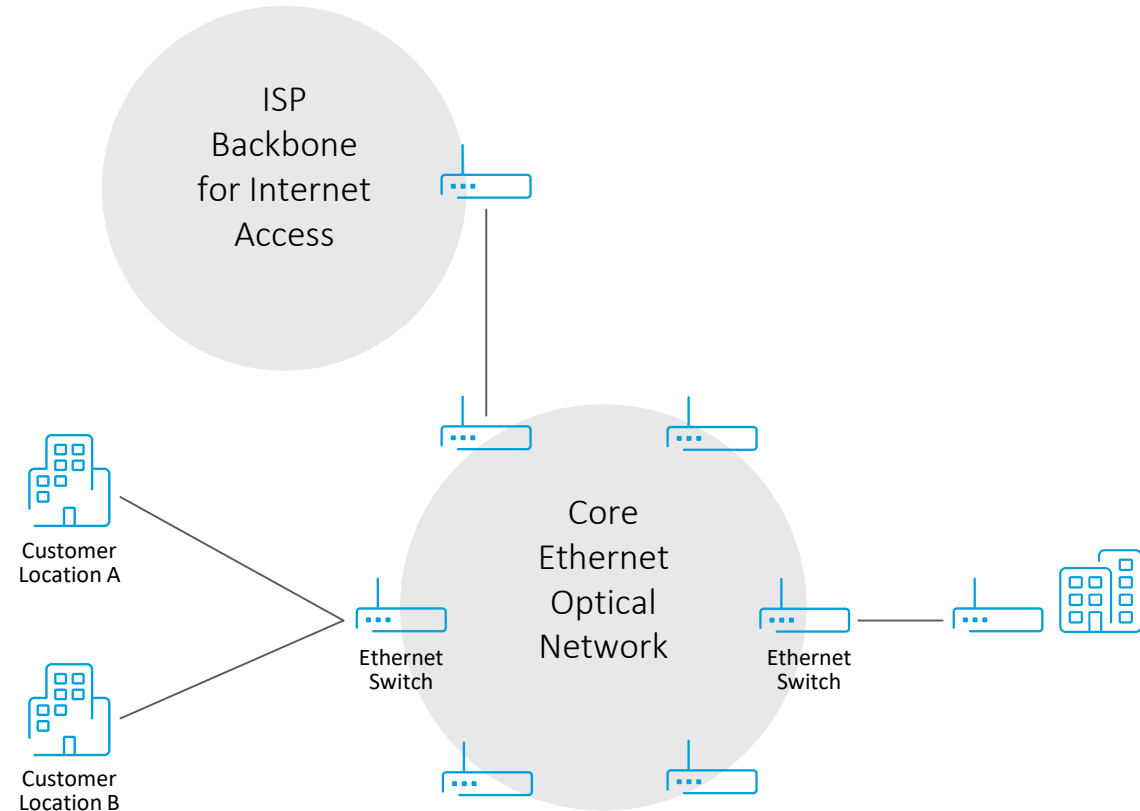 ISP
Backbone
for Internet
Access
Customer
Location A
Core
Ethernet
Optical
Network
Ethernet
Switch
Ethernet
Switch
Customer
Location B